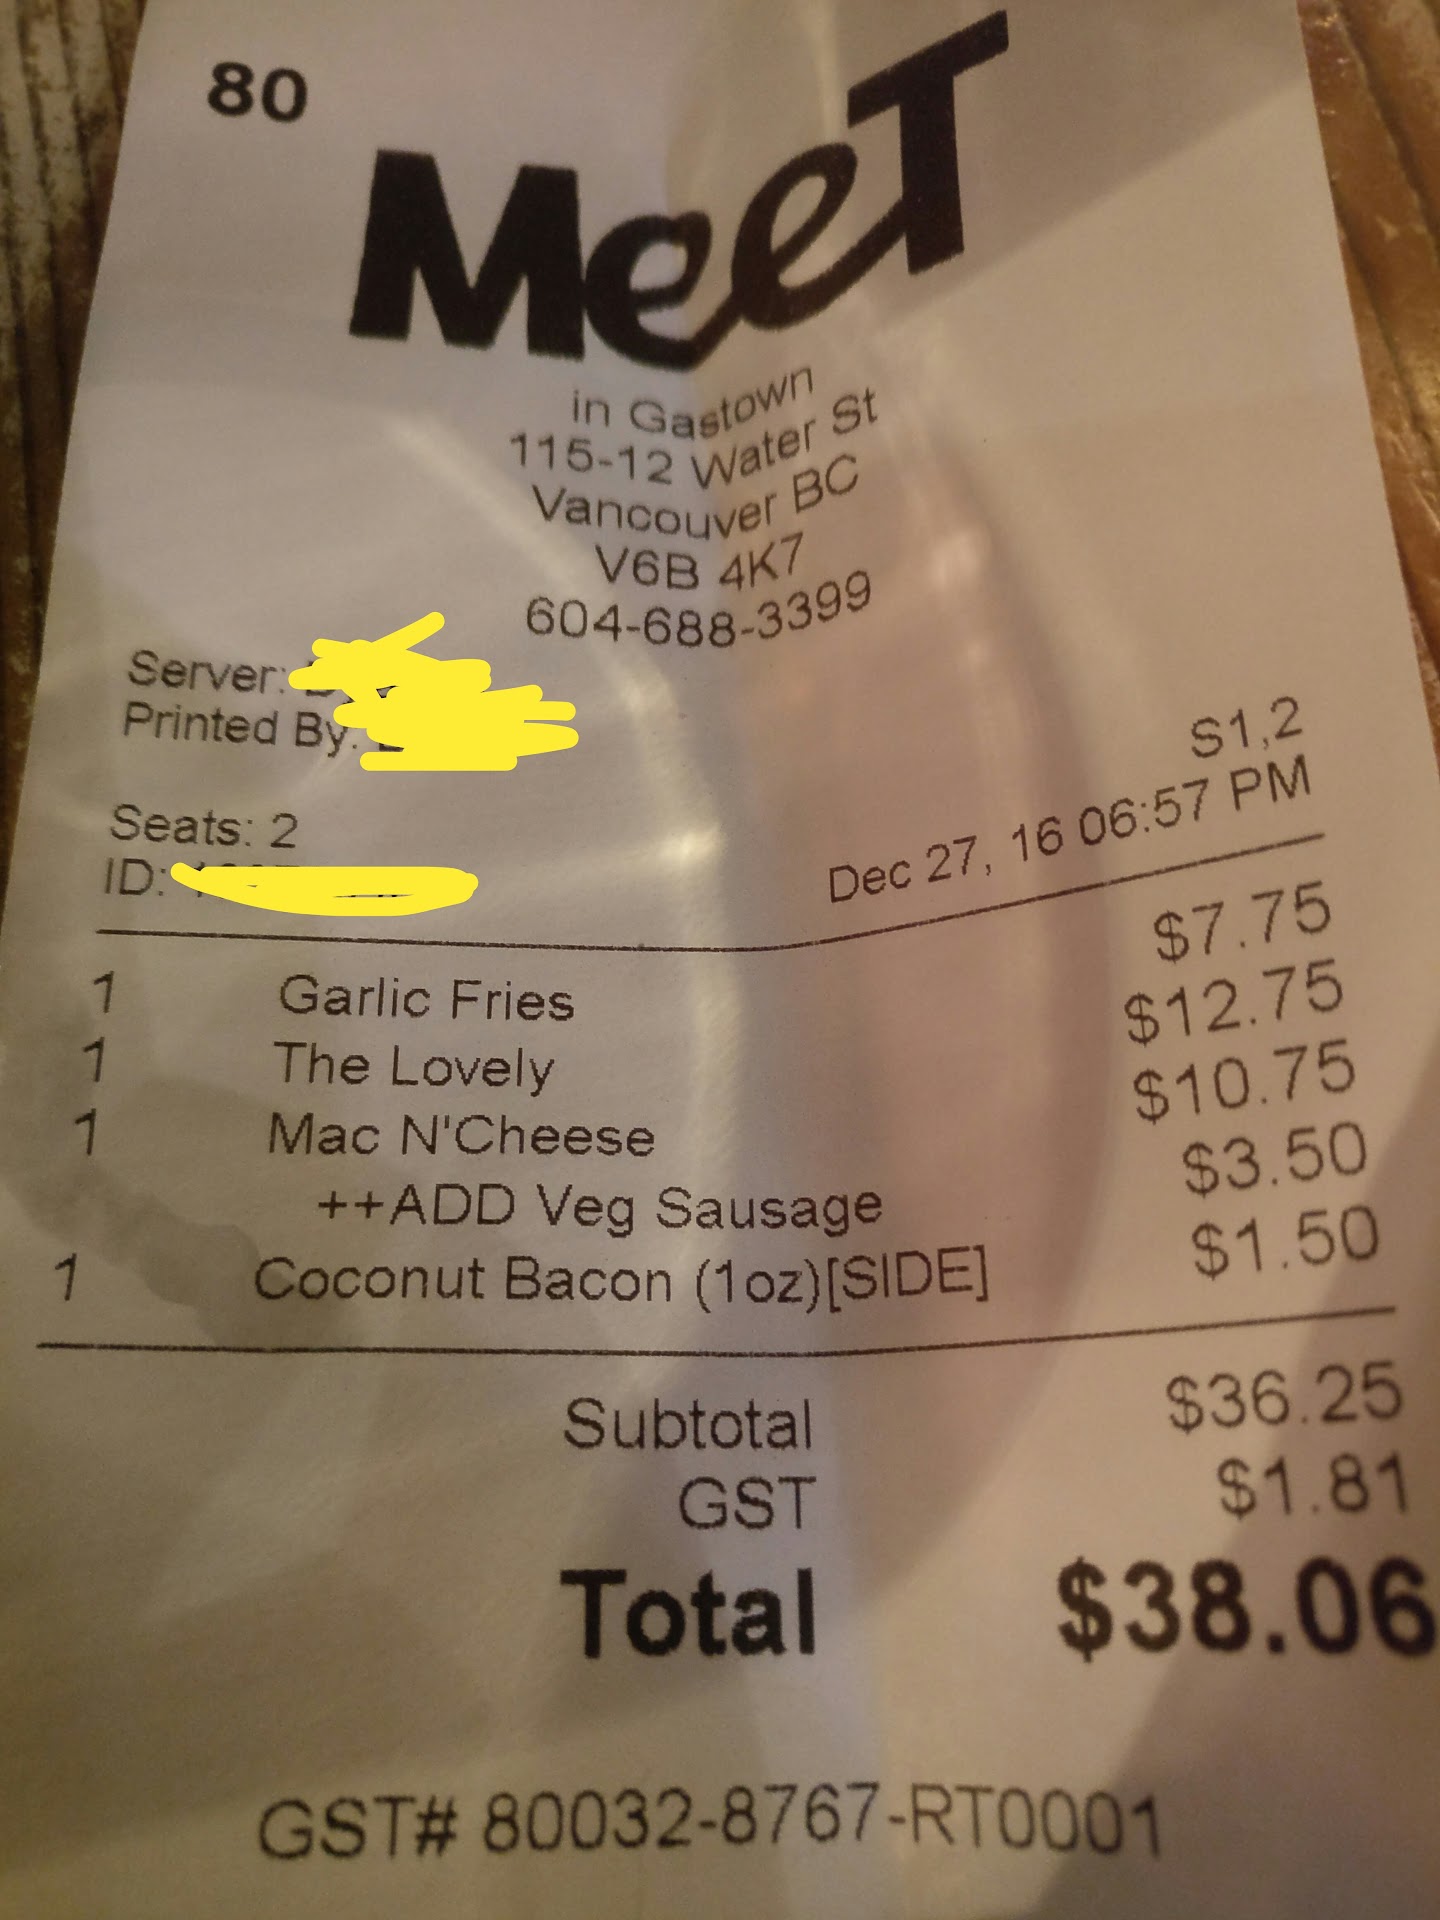 80
MeeT
in Gastown
115-12 Water St
Vancouver BC
V6B 4K7
604-688-3399
Server:
Printed By:
S1,2
Seats: 2
Dec 27, 16 06:57 PM
ID:
1 Garlic Fries $7.75
1 The Lovely $12.75
1 Mac N'Cheese $10.75
++ADD Veg Sausage $3.50
1 Coconut Bacon (1oz)[SIDE] $1.50
Subtotal $36.25
GST $1.81
Total $38.06
GST# 80032-8767-RT0001